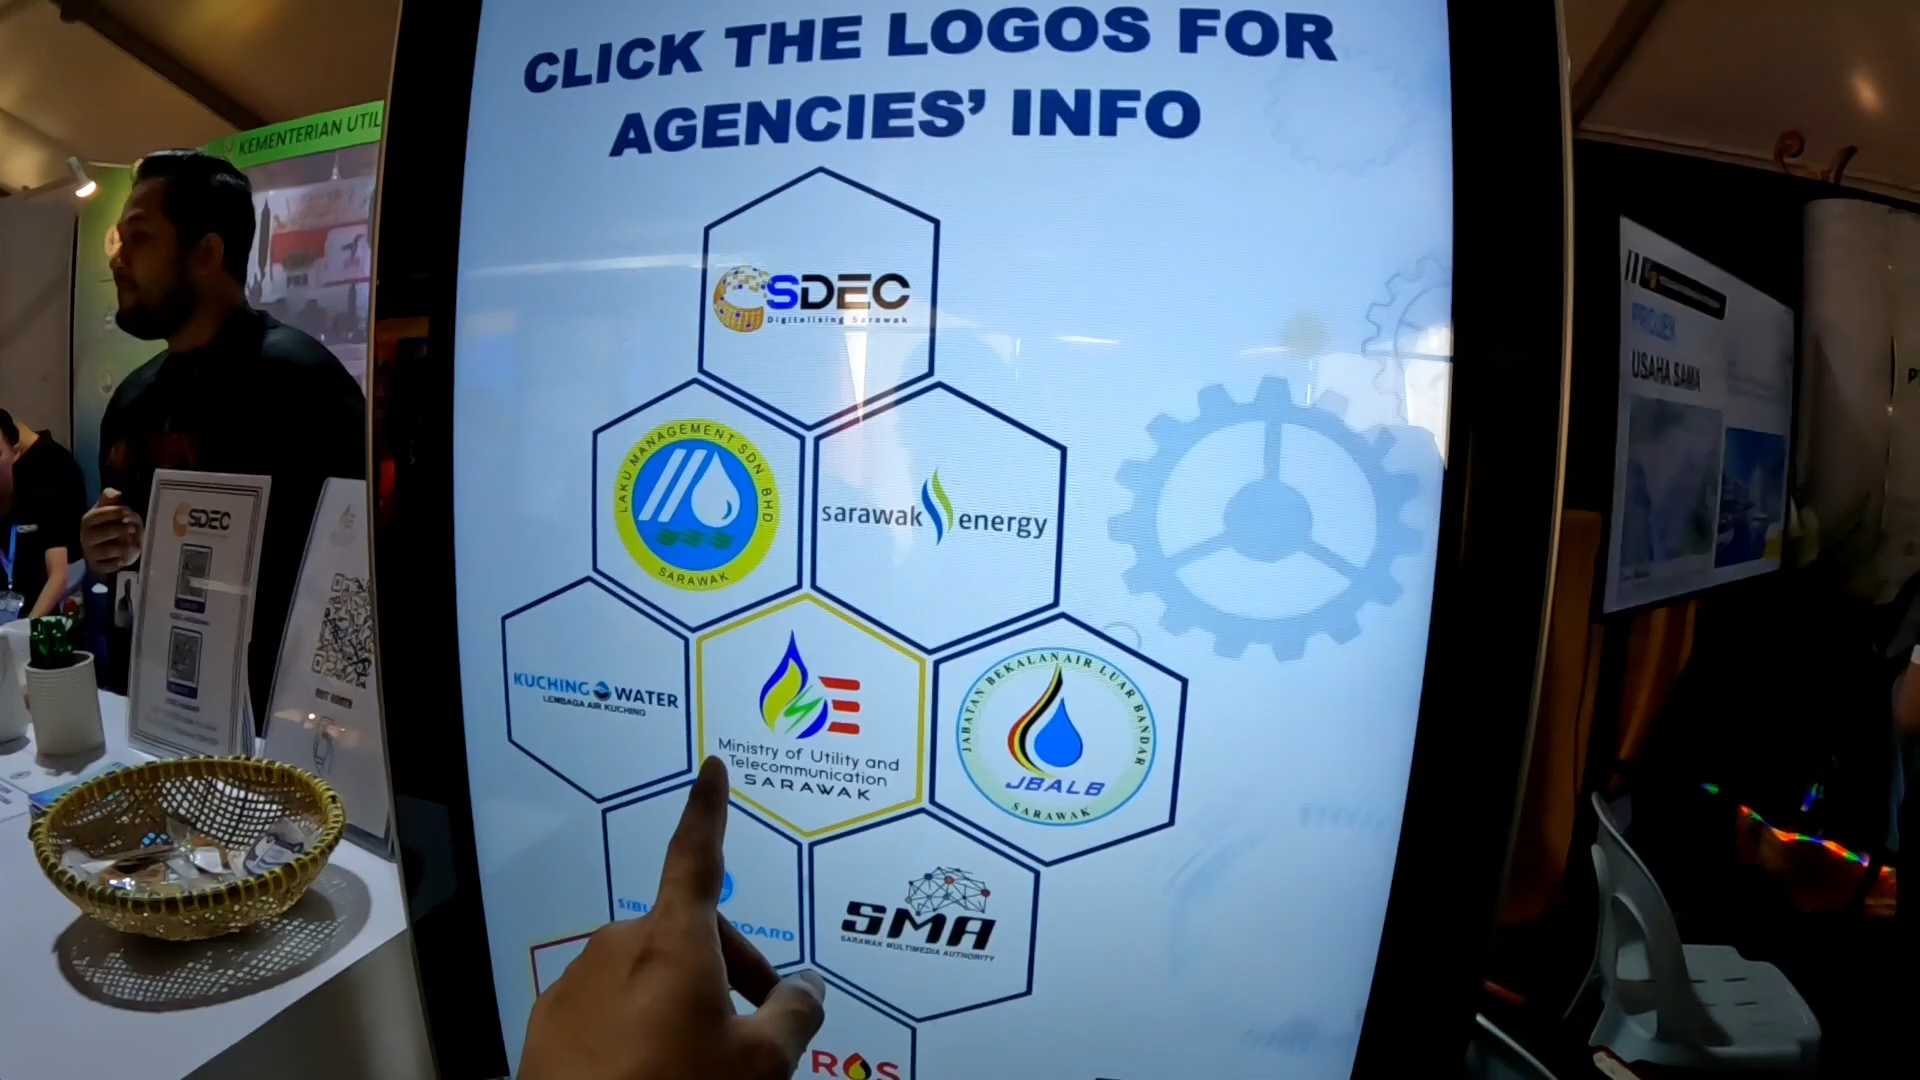 CLICK THE LOGOS FOR
AGENCIES' INFO
KEMENTERIAN UTIL
SDEC
Digitalising Sarawak
LAKU MANAGEMENT SDN. BHD.
SARAWAK
sarawak energy
KUCHING WATER
LEMBAGA AIR KUCHING
Ministry of Utility and
Telecommunication
SARAWAK
JABATAN BEKALAN AIR LUAR BANDAR
JBALB
SARAWAK
SMA
SARAWAK MULTIMEDIA AUTHORITY
SDEC
PROJEK
USAHA SAMA